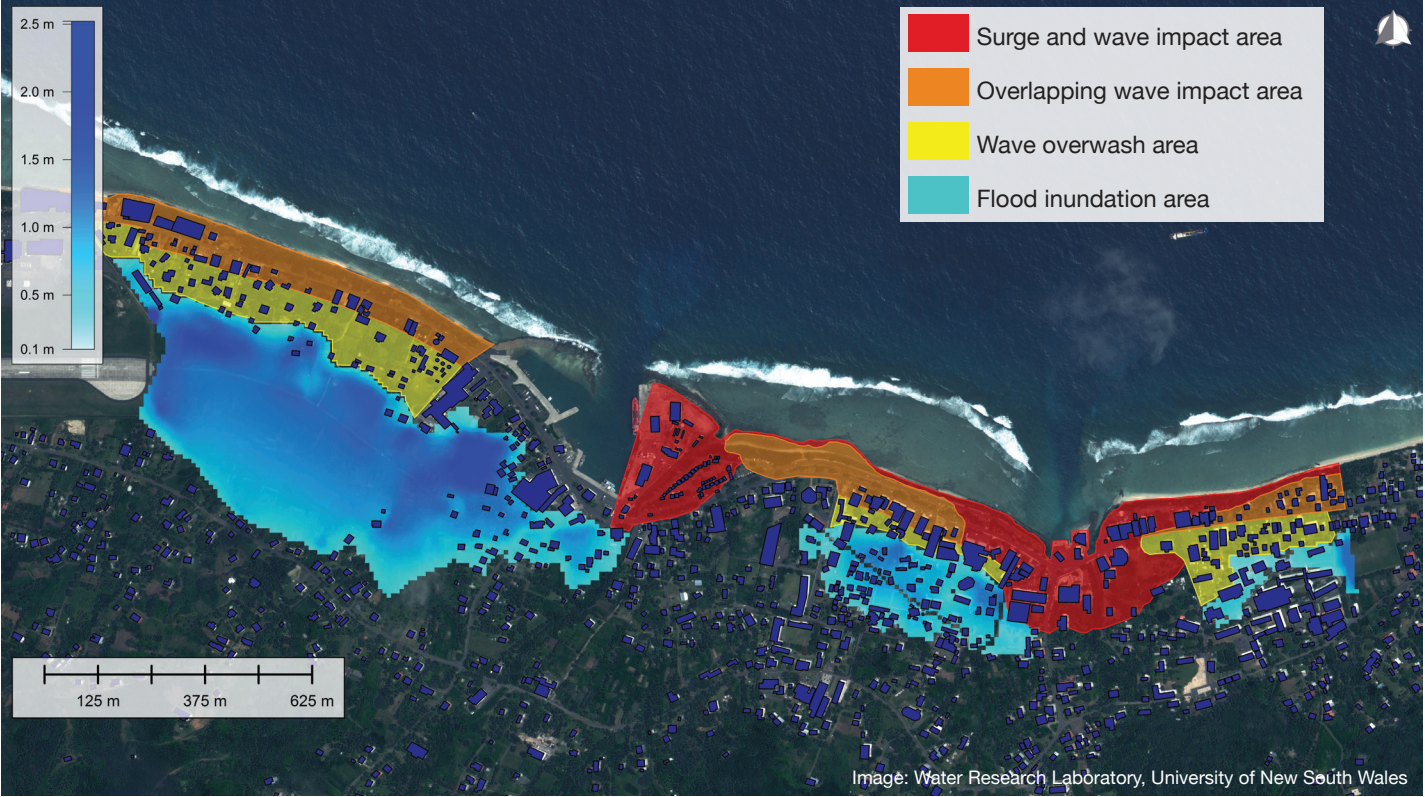 2.5 m
2.0 m
1.5 m
1.0 m
0.5 m
0.1 m
Surge and wave impact area
Overlapping wave impact area
Wave overwash area
Flood inundation area
125 m 375 m 625 m
Image: Water Research Laboratory, University of New South Wales